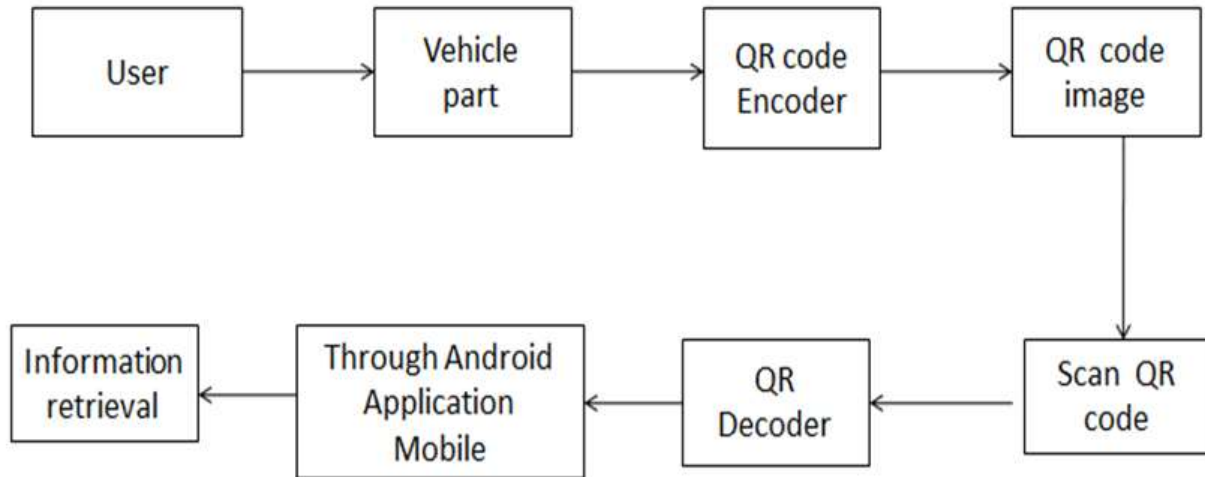 User
Vehicle
part
QR code
Encoder
QR code
image
Scan QR
code
QR
Decoder
Through Android
Application
Mobile
Information
retrieval